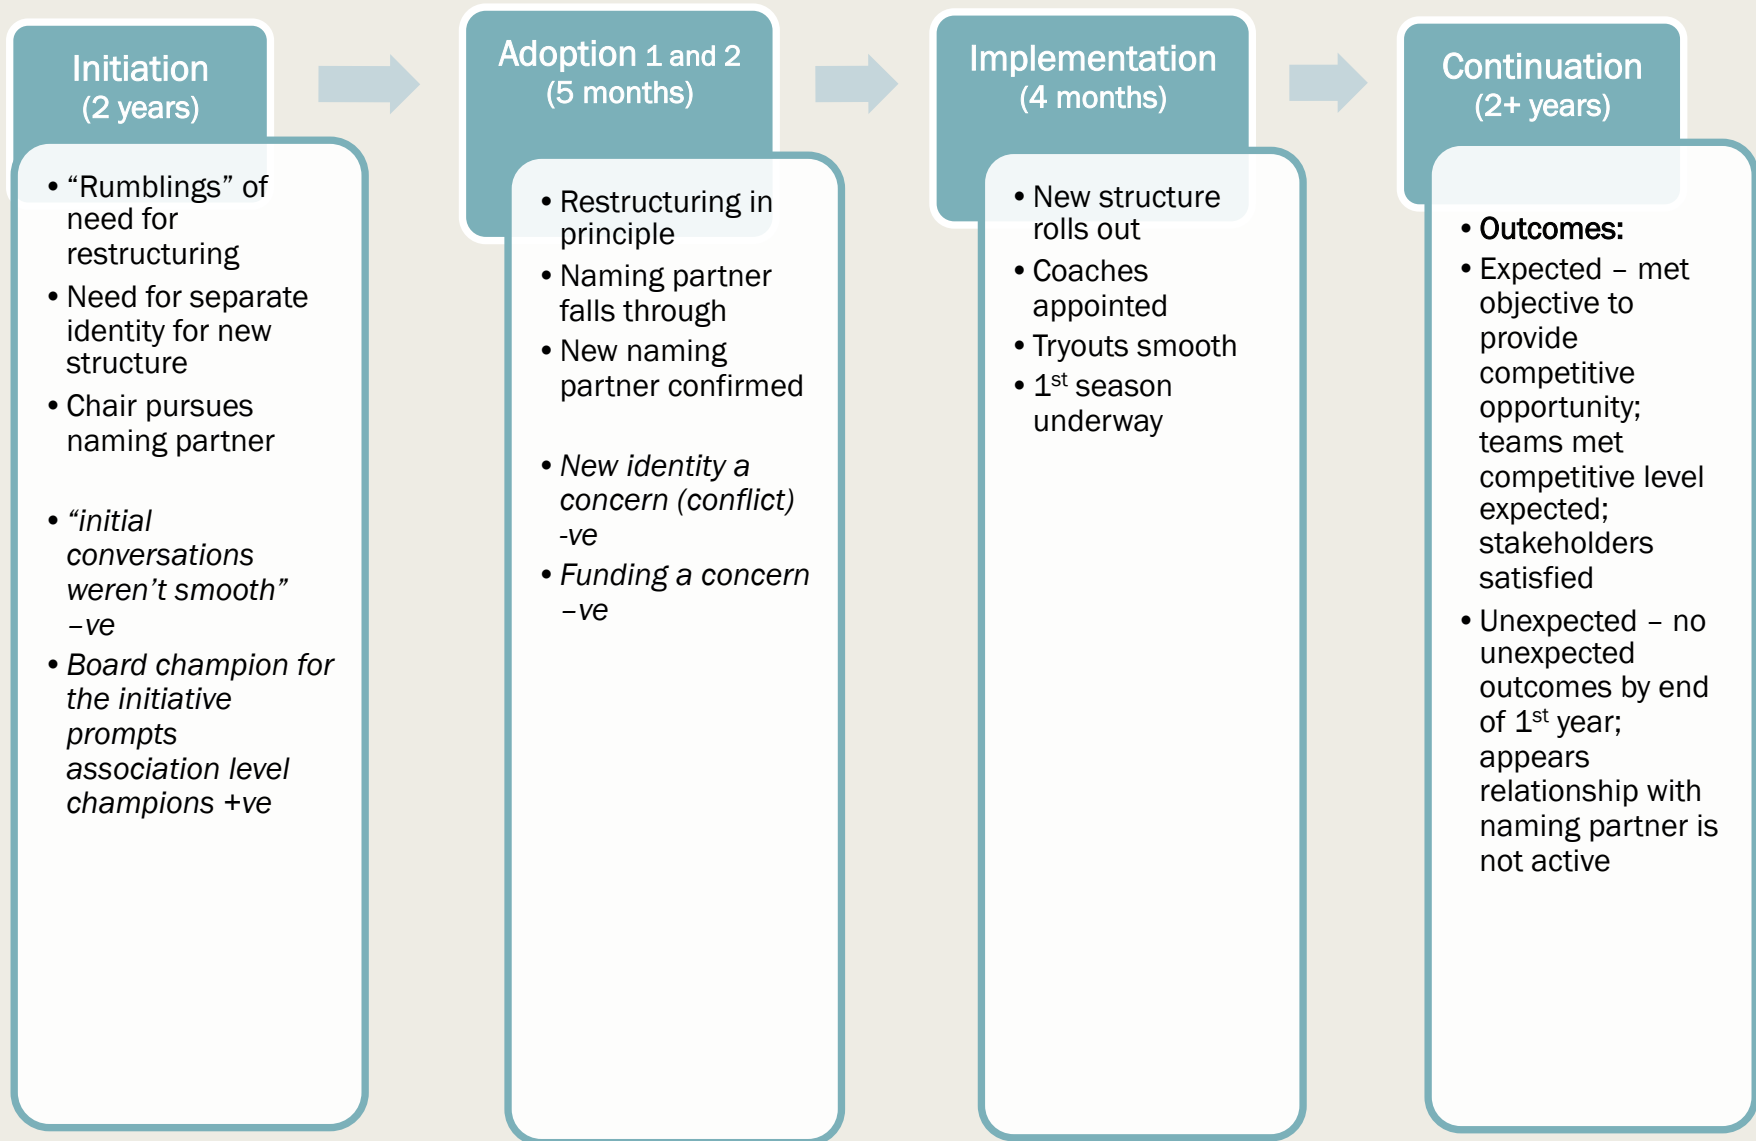 Initiation
(2 years)
• “Rumblings” of
need for
restructuring
• Need for separate
identity for new
structure
• Chair pursues
naming partner
• “initial
conversations
weren’t smooth”
–ve
• Board champion for
the initiative
prompts
association level
champions +ve
Adoption 1 and 2
(5 months)
• Restructuring in
principle
• Naming partner
falls through
• New naming
partner confirmed
• New identity a
concern (conflict)
-ve
• Funding a concern
–ve
Implementation
(4 months)
• New structure
rolls out
• Coaches
appointed
• Tryouts smooth
• 1st season
underway
Continuation
(2+ years)
• Outcomes:
• Expected – met
objective to
provide
competitive
opportunity;
teams met
competitive level
expected;
stakeholders
satisfied
• Unexpected – no
unexpected
outcomes by end
of 1st year;
appears
relationship with
naming partner is
not active